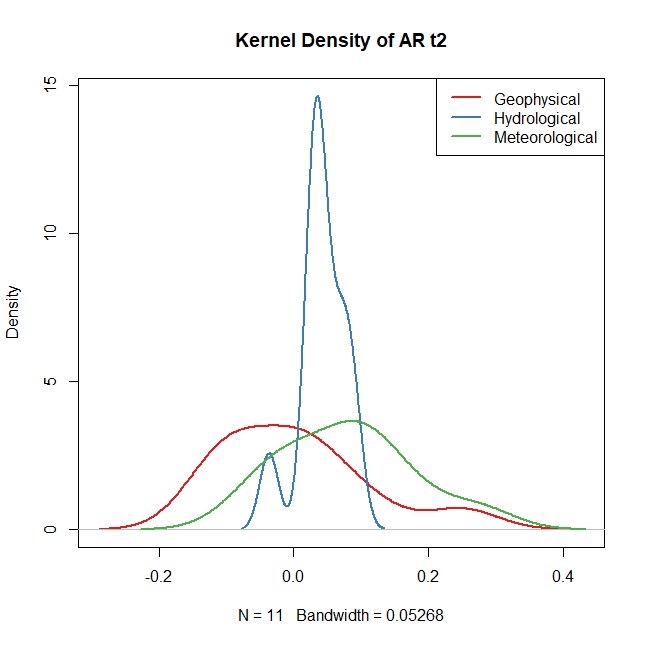 Kernel Density of AR t2
Geophysical
Hydrological
Meteorological
Density
15
10
5
0
-0.2
0.0
0.2
0.4
N = 11 Bandwidth = 0.05268